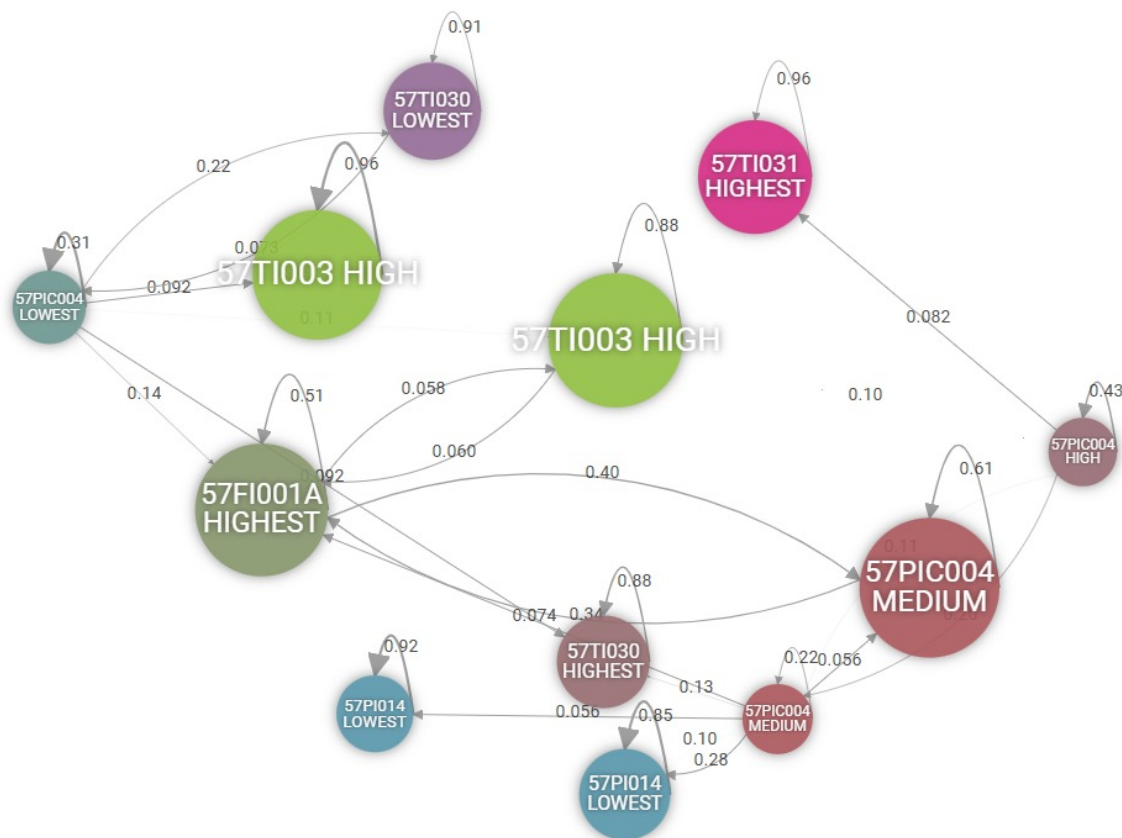 0.91
57TI030
LOWEST
0.96
57TI031
HIGHEST
0.22
0.96
0.31
0.073
57TI003 HIGH
0.88
57PIC004
LOWEST
0.092
0.11
57TI003 HIGH
0.082
0.14
0.51
0.058
0.10
0.43
57PIC004
HIGH
0.060
0.092
0.40
0.61
57FI001A
HIGHEST
0.11
57PIC004
MEDIUM
0.88
0.074
0.34
57TI030
HIGHEST
0.92
0.22
0.056
57PI014
LOWEST
0.13
57PIC004
MEDIUM
0.056
0.85
0.10
0.28
57PI014
LOWEST